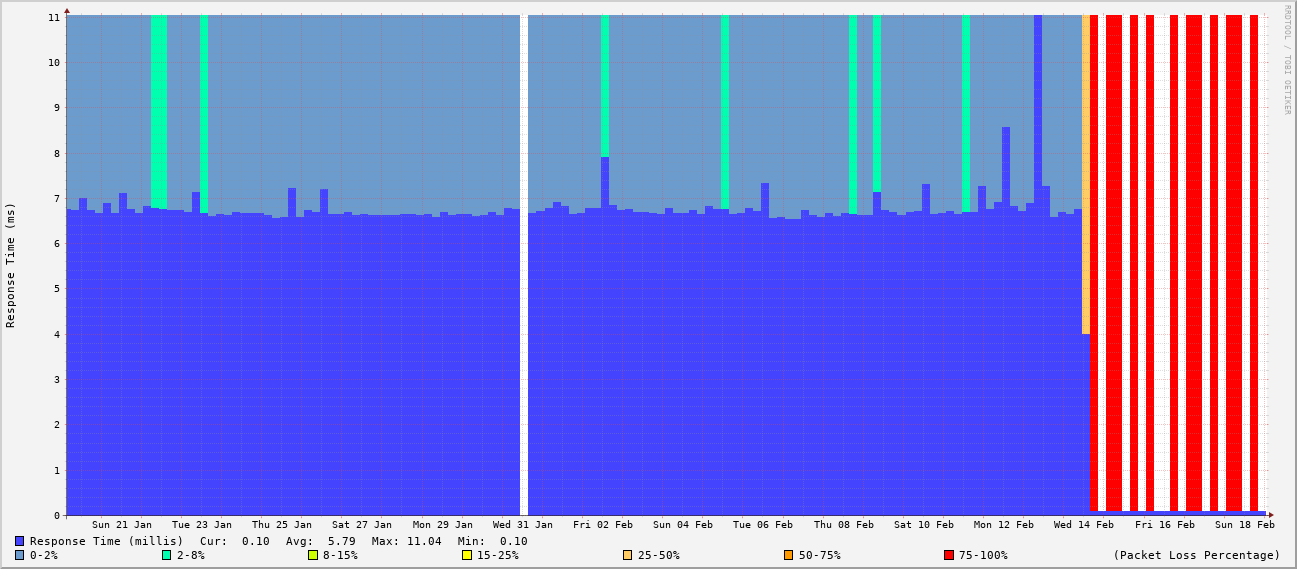 RRDTOOL / TOBI OETIKER
Response Time (ms)
11
10
9
8
7
6
5
4
3
2
1
0
Sun 21 Jan Tue 23 Jan Thu 25 Jan Sat 27 Jan Mon 29 Jan Wed 31 Jan Fri 02 Feb Sun 04 Feb Tue 06 Feb Thu 08 Feb Sat 10 Feb Mon 12 Feb Wed 14 Feb Fri 16 Feb Sun 18 Feb
Response Time (millis) Cur: 0.10 Avg: 5.79 Max: 11.04 Min: 0.10
0-2% 2-8% 8-15% 15-25% 25-50% 50-75% 75-100% (Packet Loss Percentage)